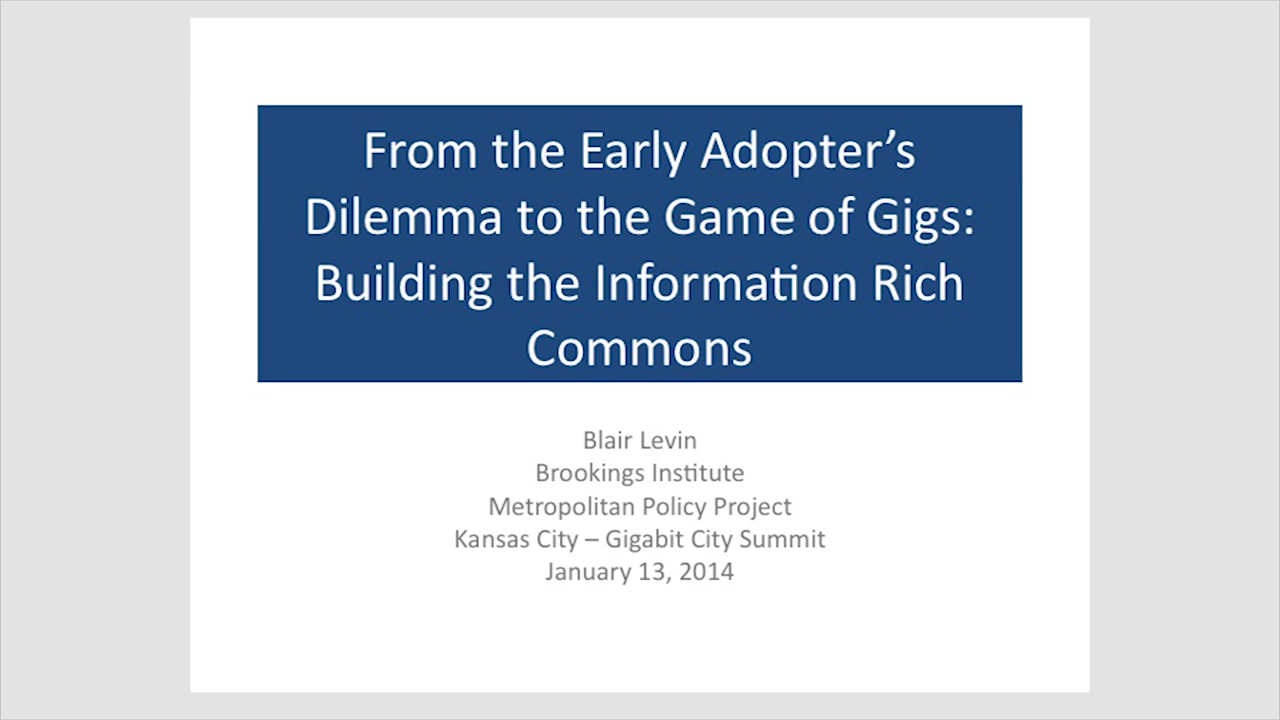 From the Early Adopter’s
Dilemma to the Game of Gigs:
Building the Information Rich
Commons
Blair Levin
Brookings Institute
Metropolitan Policy Project
Kansas City – Gigabit City Summit
January 13, 2014